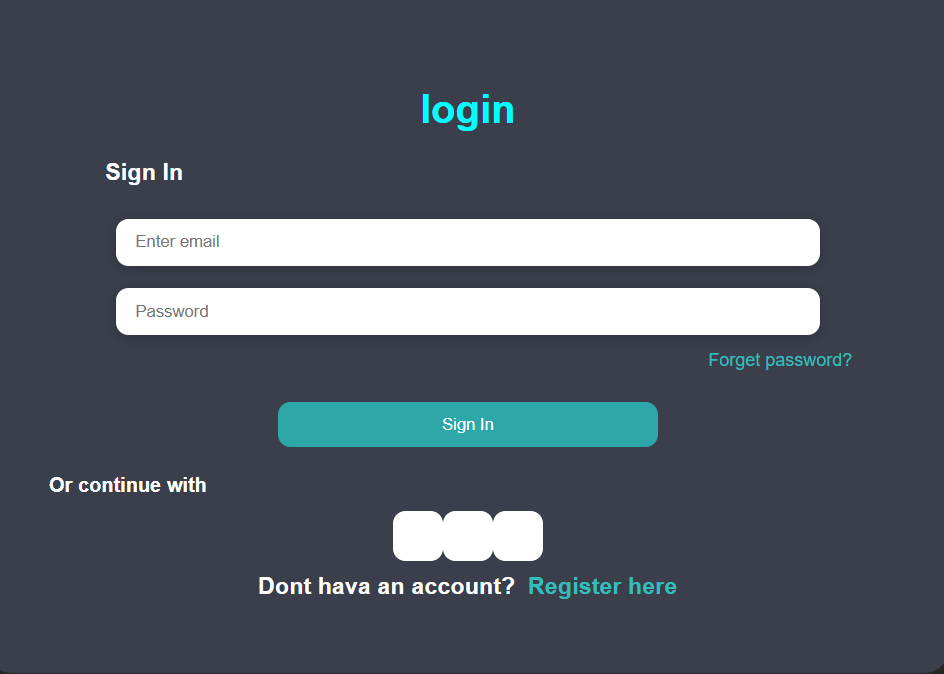 login
Sign In
Enter email
Password
Forget password?
Sign In
Or continue with
Dont hava an account? Register here